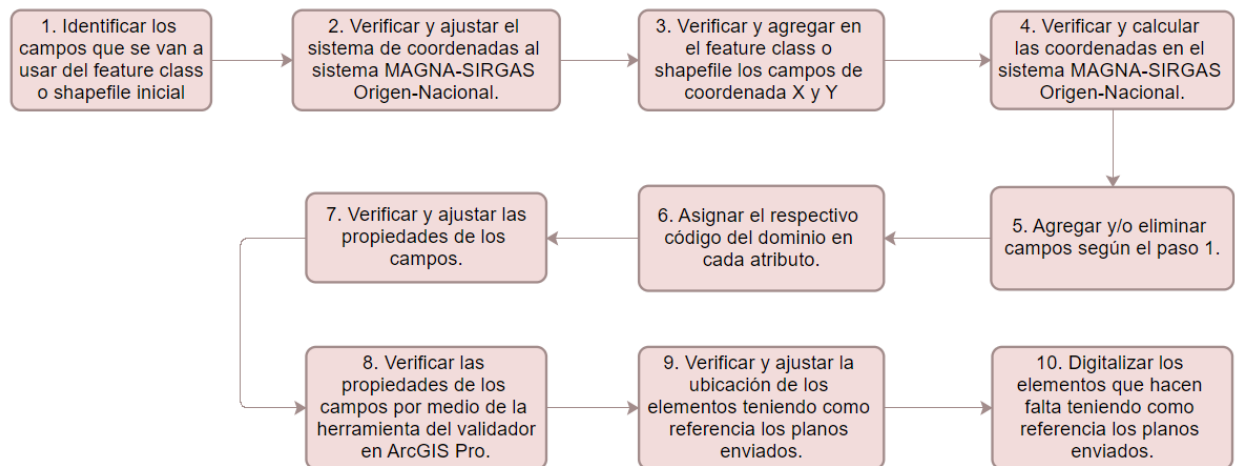 1. Identificar los
campos que se van a
usar del feature class
o shapefile inicial
2. Verificar y ajustar el
sistema de coordenadas al
sistema MAGNA-SIRGAS
Origen-Nacional.
3. Verificar y agregar en
el feature class o
shapefile los campos de
coordenada X y Y
4. Verificar y calcular
las coordenadas en el
sistema MAGNA-SIRGAS
Origen-Nacional.
5. Agregar y/o eliminar
campos según el paso 1.
6. Asignar el respectivo
código del dominio en
cada atributo.
7. Verificar y ajustar las
propiedades de los
campos.
8. Verificar las
propiedades de los
campos por medio de la
herramienta del validador
en ArcGIS Pro.
9. Verificar y ajustar la
ubicación de los
elementos teniendo como
referencia los planos
enviados.
10. Digitalizar los
elementos que hacen
falta teniendo como
referencia los planos
enviados.